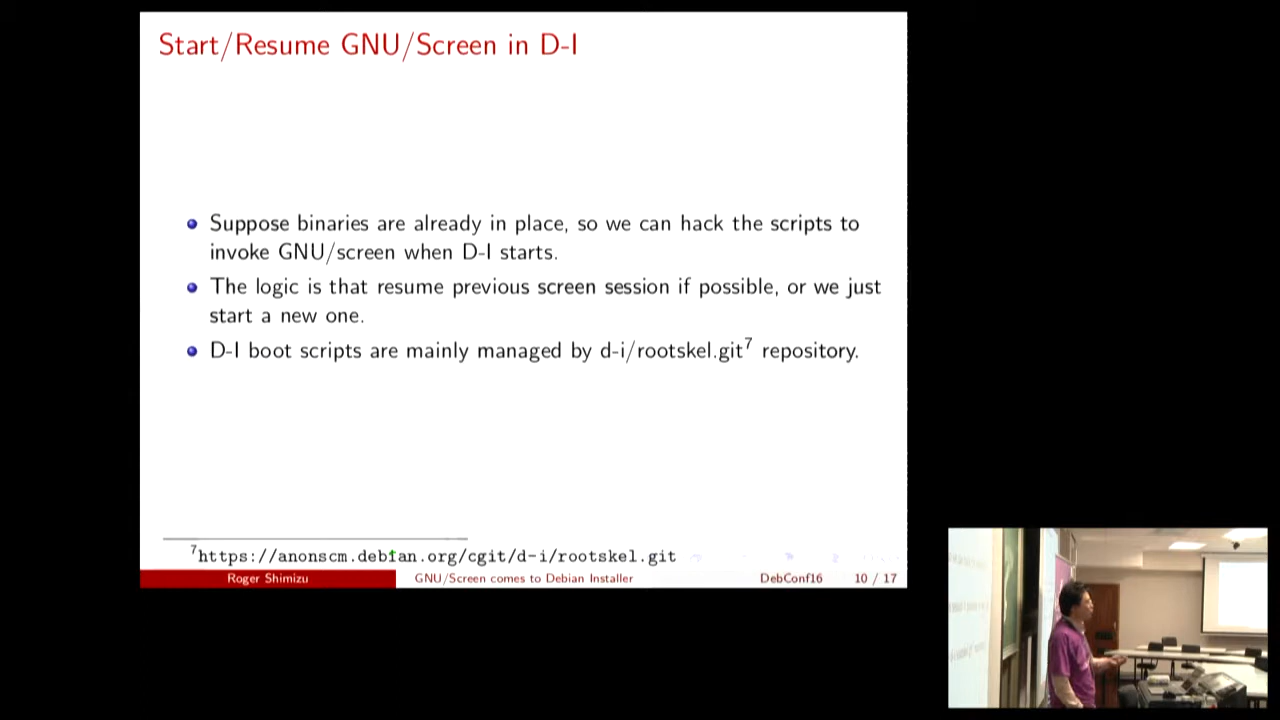 Start/Resume GNU/Screen in D-I
Suppose binaries are already in place, so we can hack the scripts to
invoke GNU/screen when D-I starts.
The logic is that resume previous screen session if possible, or we just
start a new one.
D-I boot scripts are mainly managed by d-i/rootskel.git7 repository.
7https://anonscm.debian.org/cgit/d-i/rootskel.git
Roger Shimizu GNU/Screen comes to Debian Installer DebConf16 10 / 17